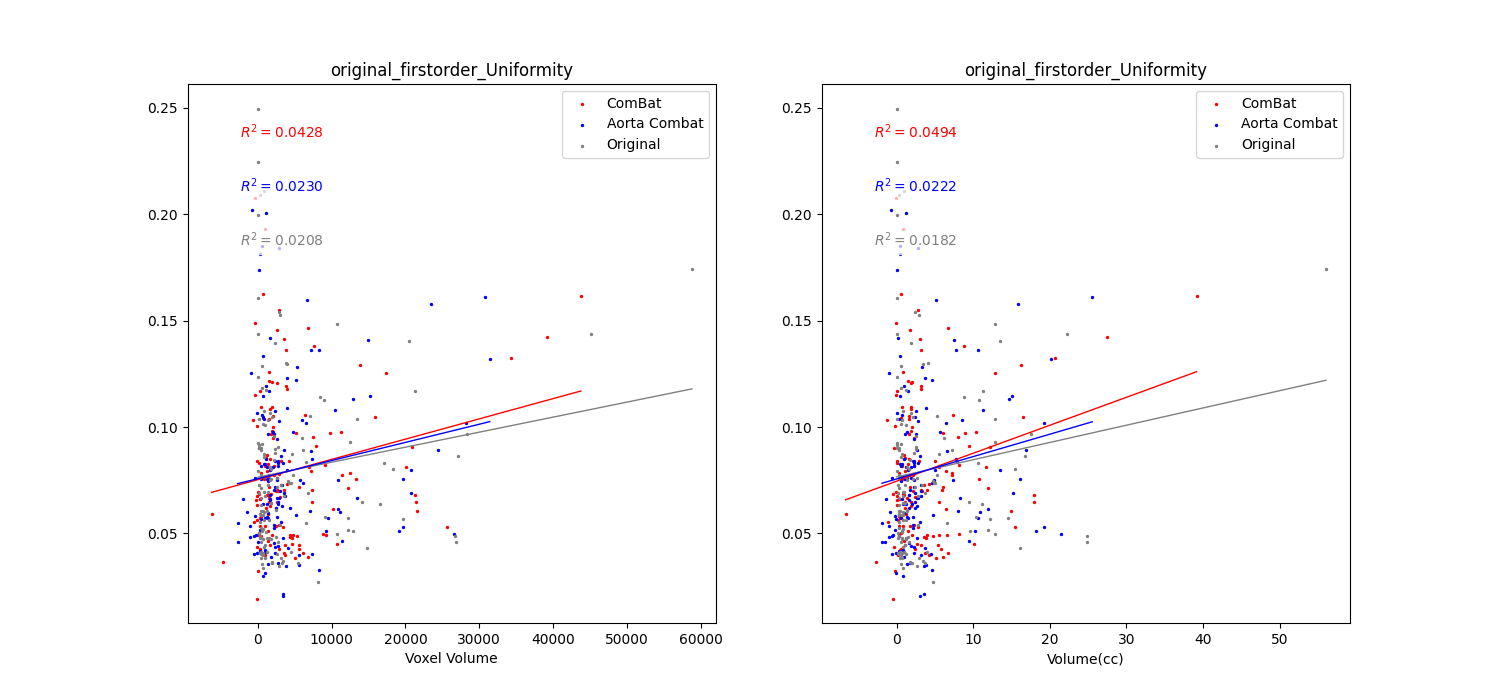 original_firstorder_Uniformity
0.25
0.20
0.15
0.10
0.05
R² = 0.0428
R² = 0.0230
R² = 0.0208
ComBat
Aorta Combat
Original
0
10000
20000
30000
40000
50000
60000
Voxel Volume
original_firstorder_Uniformity
0.25
0.20
0.15
0.10
0.05
R² = 0.0494
R² = 0.0222
R² = 0.0182
ComBat
Aorta Combat
Original
0
10
20
30
40
50
Volume(cc)